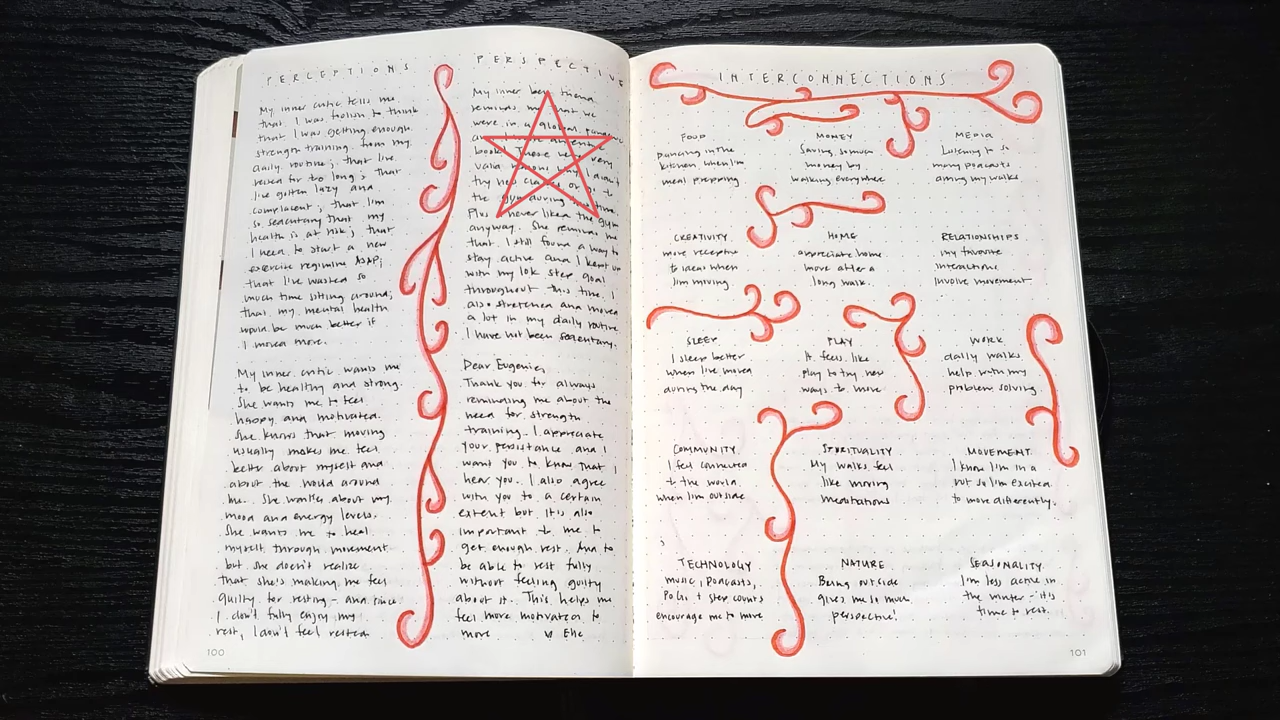 PERCEPTIONS
My inner critic tells me
that I was stolen to think
that I was getting enough
strength training from my
daily routine, that I've
relied for too long, that
I've gotten lazy and
complacent, that I'm
so sedentary that my
health is at risk, that
I need to start a new
exercise regime ASAP,
that I've wasted so
much time sitting around,
that my mental health
would be much better if
I moved more.
My inner critic wants me
to be healthy and strong.
She wants me to feel
happy and motivated.
She knows that moving
usually makes me feel
better about myself and
about the world around
me. She worries about my
mood and energy levels.
She wants me to heal
myself through movement
but she doesn't realize
that she's making me feel
guilty for resting - and since
I don't fully enjoy my
rest, I don't feel rested
100
PERSPECTIVE
My inner best friend
reminds me we
were in a global
book. These
the gym during
Plus I never liked the gym
anyway. She reminds me
that I still found a way to
stay active and I kept up
with my 10k step goal
throughout this time. I
also stretched and moved
a lot in my daily routine.
I have not been sedentary.
Dear Eugenie,
Thank you for always
reminding me about the
need for strength
training. I appreciate
your persistance and I
want you to know that I
hear you. I also agree
with you to a certain
extent but it is also
important that I
get enough rest and to
be able to rest fully
without feeling guilty
about it. This helps me
feel more motivated to
more
INTERCONNECTIONS
FOOD
Dancing in the
kitchen when I'm
meal prepping
MONEY
Saving so much
money by
walking everywhere
MEDIA
Listening to so
many podcasts
during my walks
CREATIVITY
more receptive
to ideas when
I'm moving
HOME
appreciate home
more after a
long walk.
RELATIONSHIPS
my favourite
interactions
involve movement
SLEEP
I sleep better
when I've moved
during the day
PLAY
It feels like
play to try new
ways to move
WORK
daily walks
help with my
problem solving
COMMUNITY
I feel connected
to the world
when I'm outside
SPIRITUALITY
My walks feel
like moving
meditations
MOVEMENT
I know I'm in a
but so I'm excited
to move differently.
TECHNOLOGY
music, Podcasts,
+ step counts
encourage me to move
NATURE
Being outside
gives me so much
perspective!
SEASONALITY
I'm less active in
the winter - it's
time to rest.
101